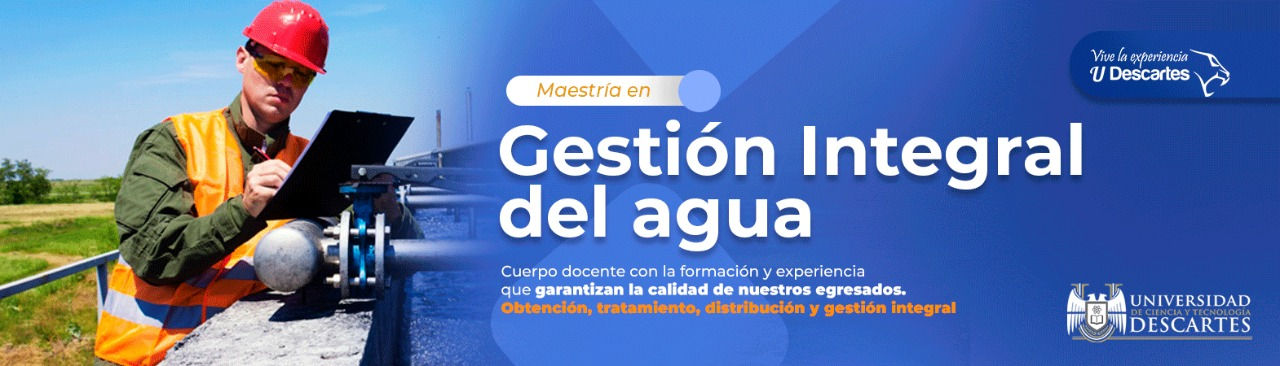 Vive la experiencia
U Descartes
Maestría en
Gestión Integral
del agua
Cuerpo docente con la formación y experiencia
que garantizan la calidad de nuestros egresados.
Obtención, tratamiento, distribución y gestión integral
UNIVERSIDAD
DE CIENCIA Y TECNOLOGÍA
DESCARTES